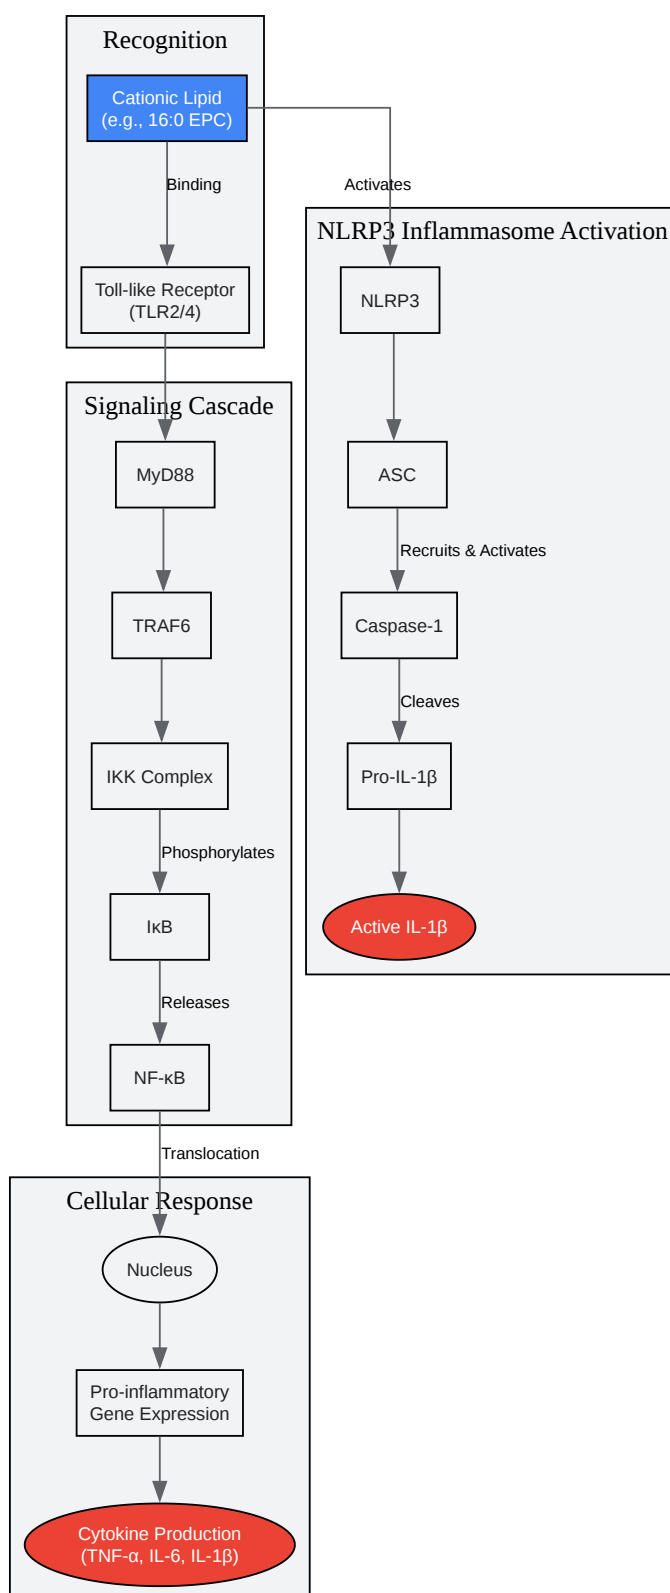 Recognition
Cationic Lipid
(e.g., 16:0 EPC)
Binding
Activates
Toll-like Receptor
(TLR2/4)
NLRP3 Inflammasome Activation
NLRP3
Signaling Cascade
MyD88
ASC
Recruits & Activates
TRAF6
Caspase-1
Cleaves
IKK Complex
Pro-IL-1β
Phosphorylates
IκB
Active IL-1β
Releases
NF-κB
Translocation
Cellular Response
Nucleus
Pro-inflammatory
Gene Expression
Cytokine Production
(TNF-α, IL-6, IL-1β)